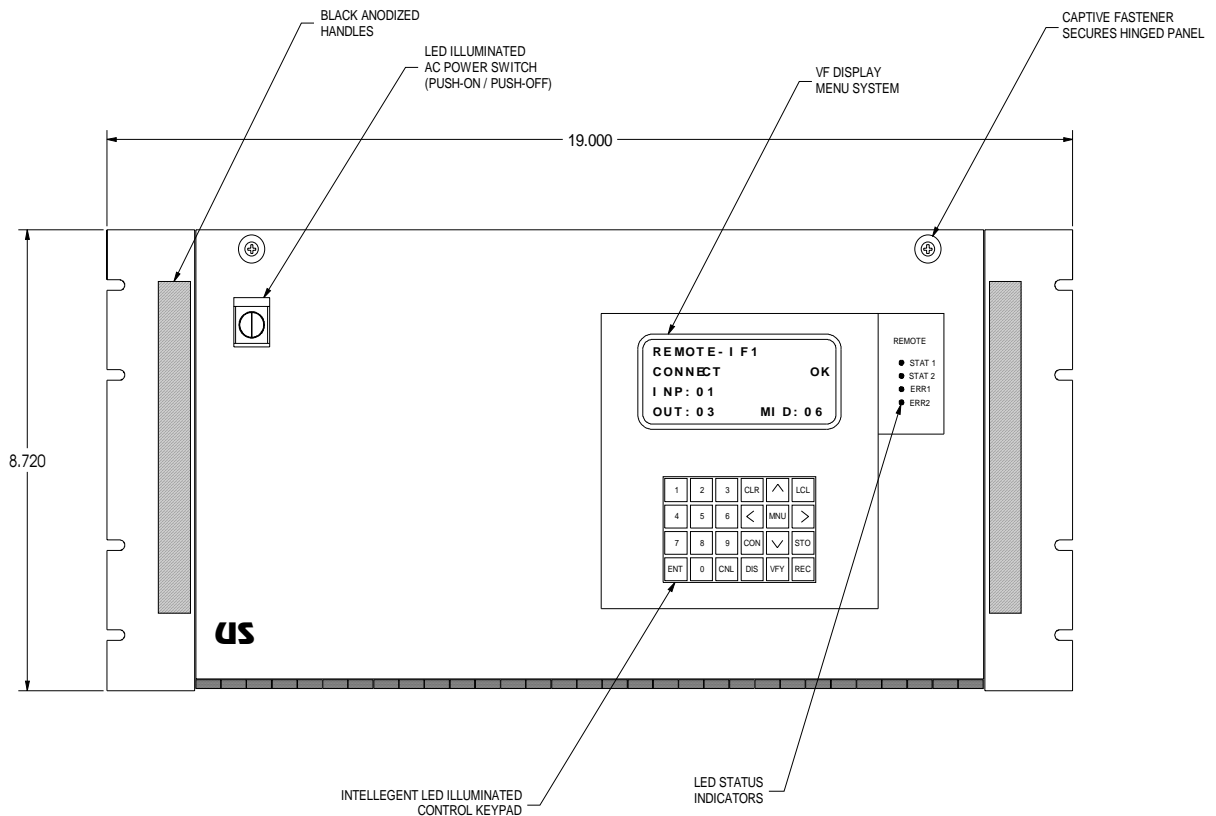 BLACK ANODIZED
HANDLES
LED ILLUMINATED
AC POWER SWITCH
(PUSH-ON / PUSH-OFF)
VF DISPLAY
MENU SYSTEM
CAPTIVE FASTENER
SECURES HINGED PANEL
19.000
8.720
REMOTE-IF1
CONNECT OK
INP:01
OUT:03 MID:06
REMOTE
STAT 1
STAT 2
ERR1
ERR2
1 2 3 CLR ^ LCL
4 5 6 < MNU >
7 8 9 CON ∨ STO
ENT 0 CNL DIS VFY REC
US
INTELLEGENT LED ILLUMINATED
CONTROL KEYPAD
LED STATUS
INDICATORS